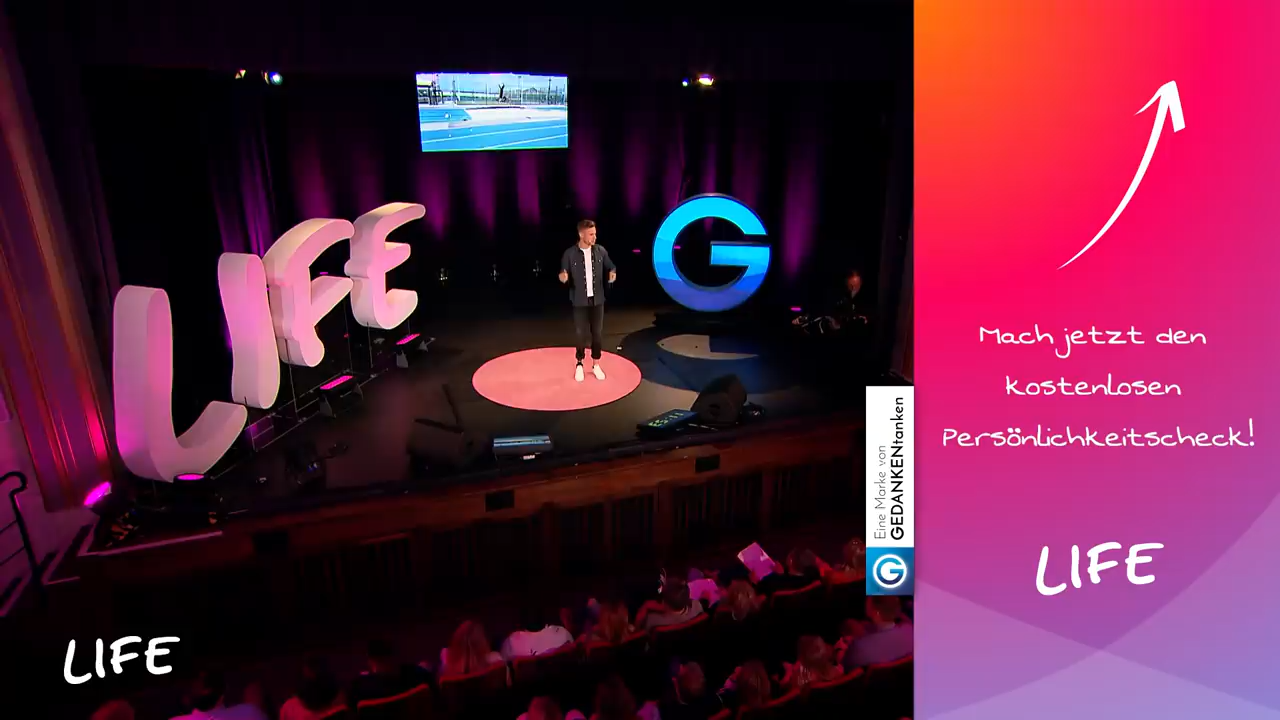 LIFE
G
Eine Marke von
GEDANKENtanken
G
LIFE
Mach jetzt den
kostenlosen
Persönlichkeitscheck!
LIFE